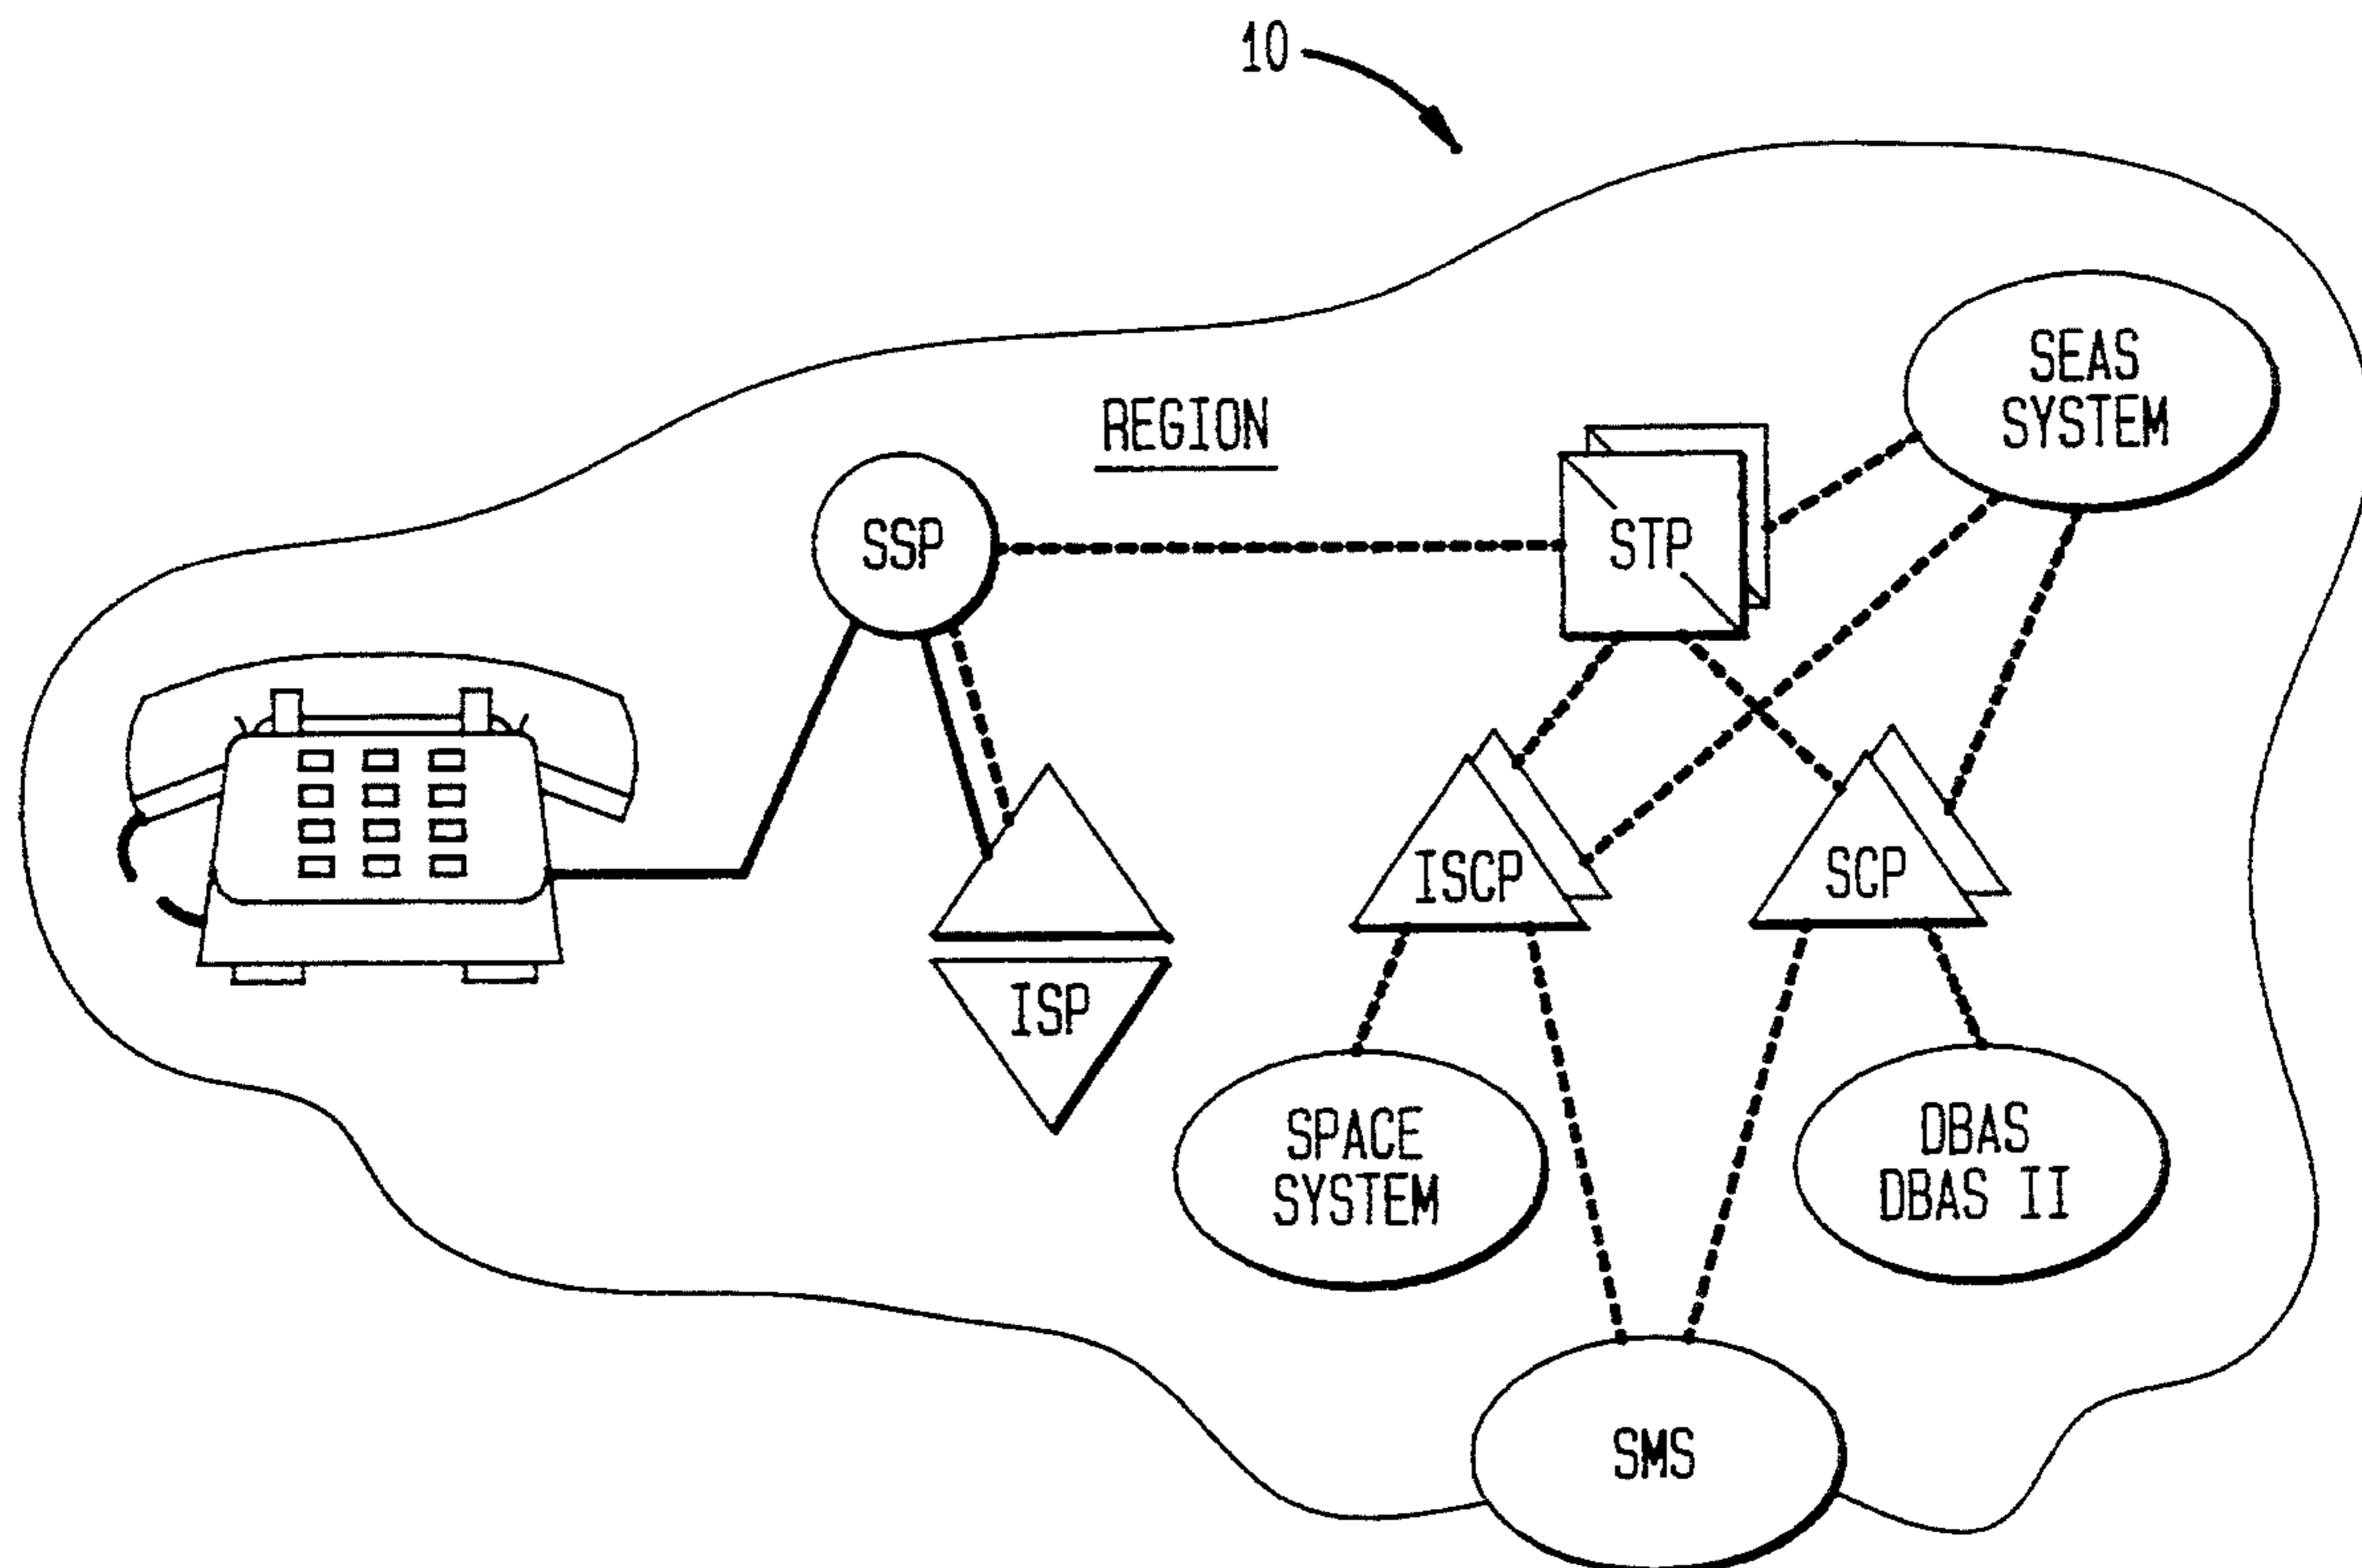 10
REGION
SEAS
SYSTEM
SSP
STP
ISCP
SCP
ISP
SPACE
SYSTEM
DBAS
DBAS II
SMS